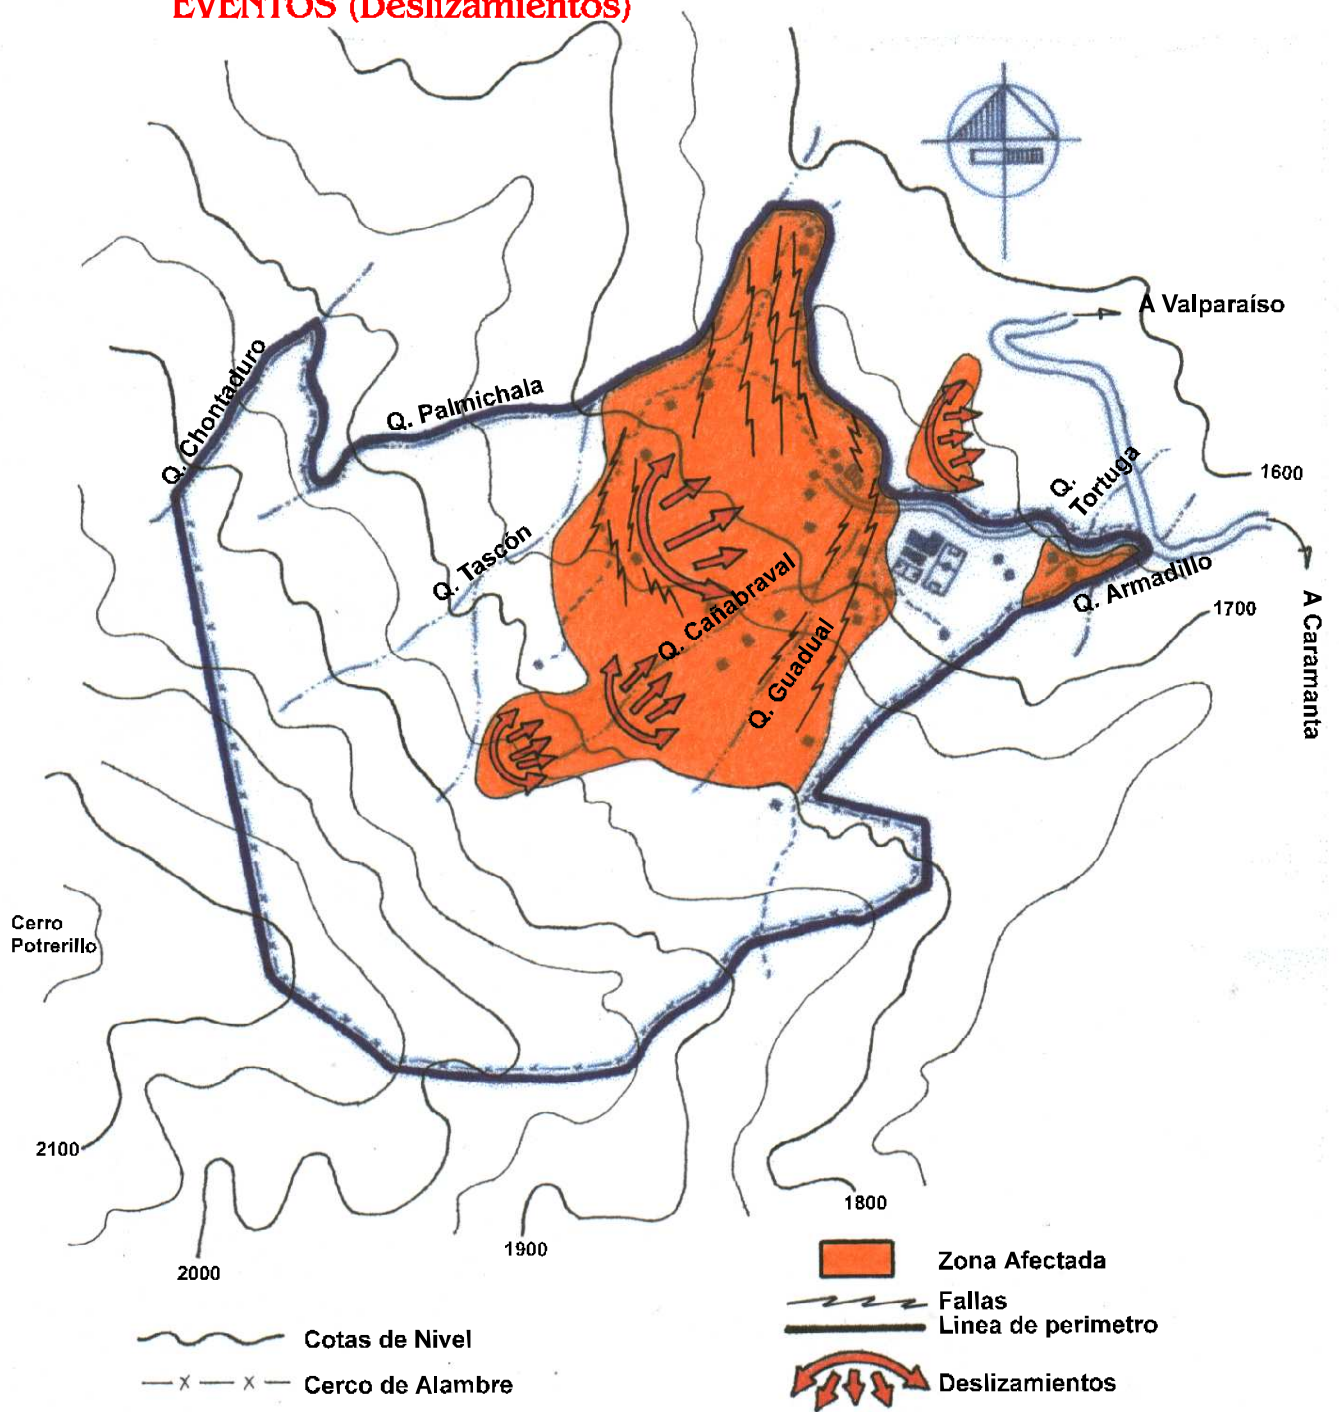 EVENTOS (Deslizamientos)
A Valparaíso
Q. Chontaduro
Q. Palmichala
Q.
Tortuga
1600
Q. Tascón
Q. Cañabraval
Q. Armadillo
1700
A Caramanta
Q. Guadual
Cerro
Potrerillo
2100
1800
1900
2000
Zona Afectada
Fallas
Linea de perimetro
Cotas de Nivel
Cerco de Alambre
Deslizamientos